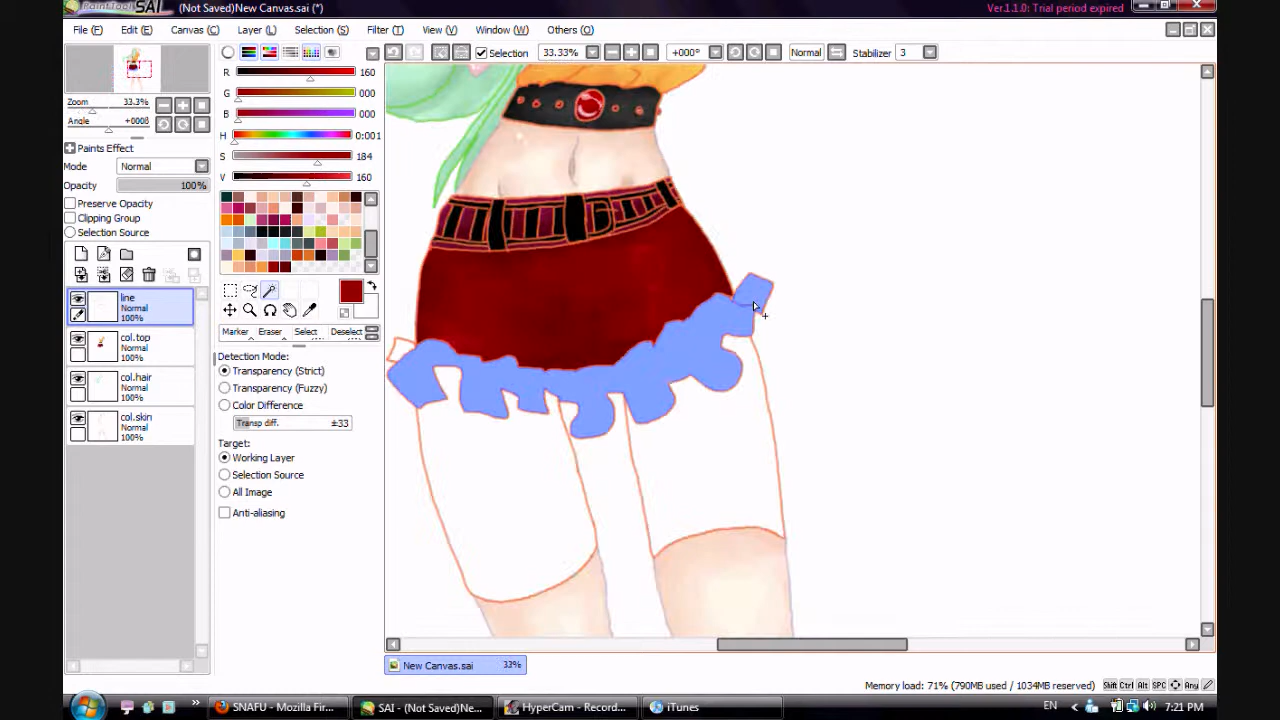 PaintTool SAI (Not Saved)New Canvas.sai (*) Ver.1.1.0: Trial period expired
File (F) Edit (E) Canvas (C) Layer (L) Selection (S) Filter (T) View (V) Window (W) Others (O)
Selection 33.33% +000° Normal Stabilizer 3
Zoom 33.3%
Angle +000θ
Paints Effect
Mode Normal
Opacity 100%
Preserve Opacity
Clipping Group
Selection Source
line
Normal
100%
col.top
Normal
100%
col.hair
Normal
100%
col.skin
Normal
100%
R 160
G 000
B 000
H 0:001
S 184
V 160
Marker Eraser Select Deselect
Detection Mode:
Transparency (Strict)
Transparency (Fuzzy)
Color Difference
Transp diff. ±33
Target:
Working Layer
Selection Source
All Image
Anti-aliasing
New Canvas.sai 33%
Memory load: 71% (790MB used / 1034MB reserved) Shift Ctrl Alt SPC Any
SNAFU - Mozilla Fir... SAI - (Not Saved)Ne... HyperCam - Record... iTunes EN 7:21 PM